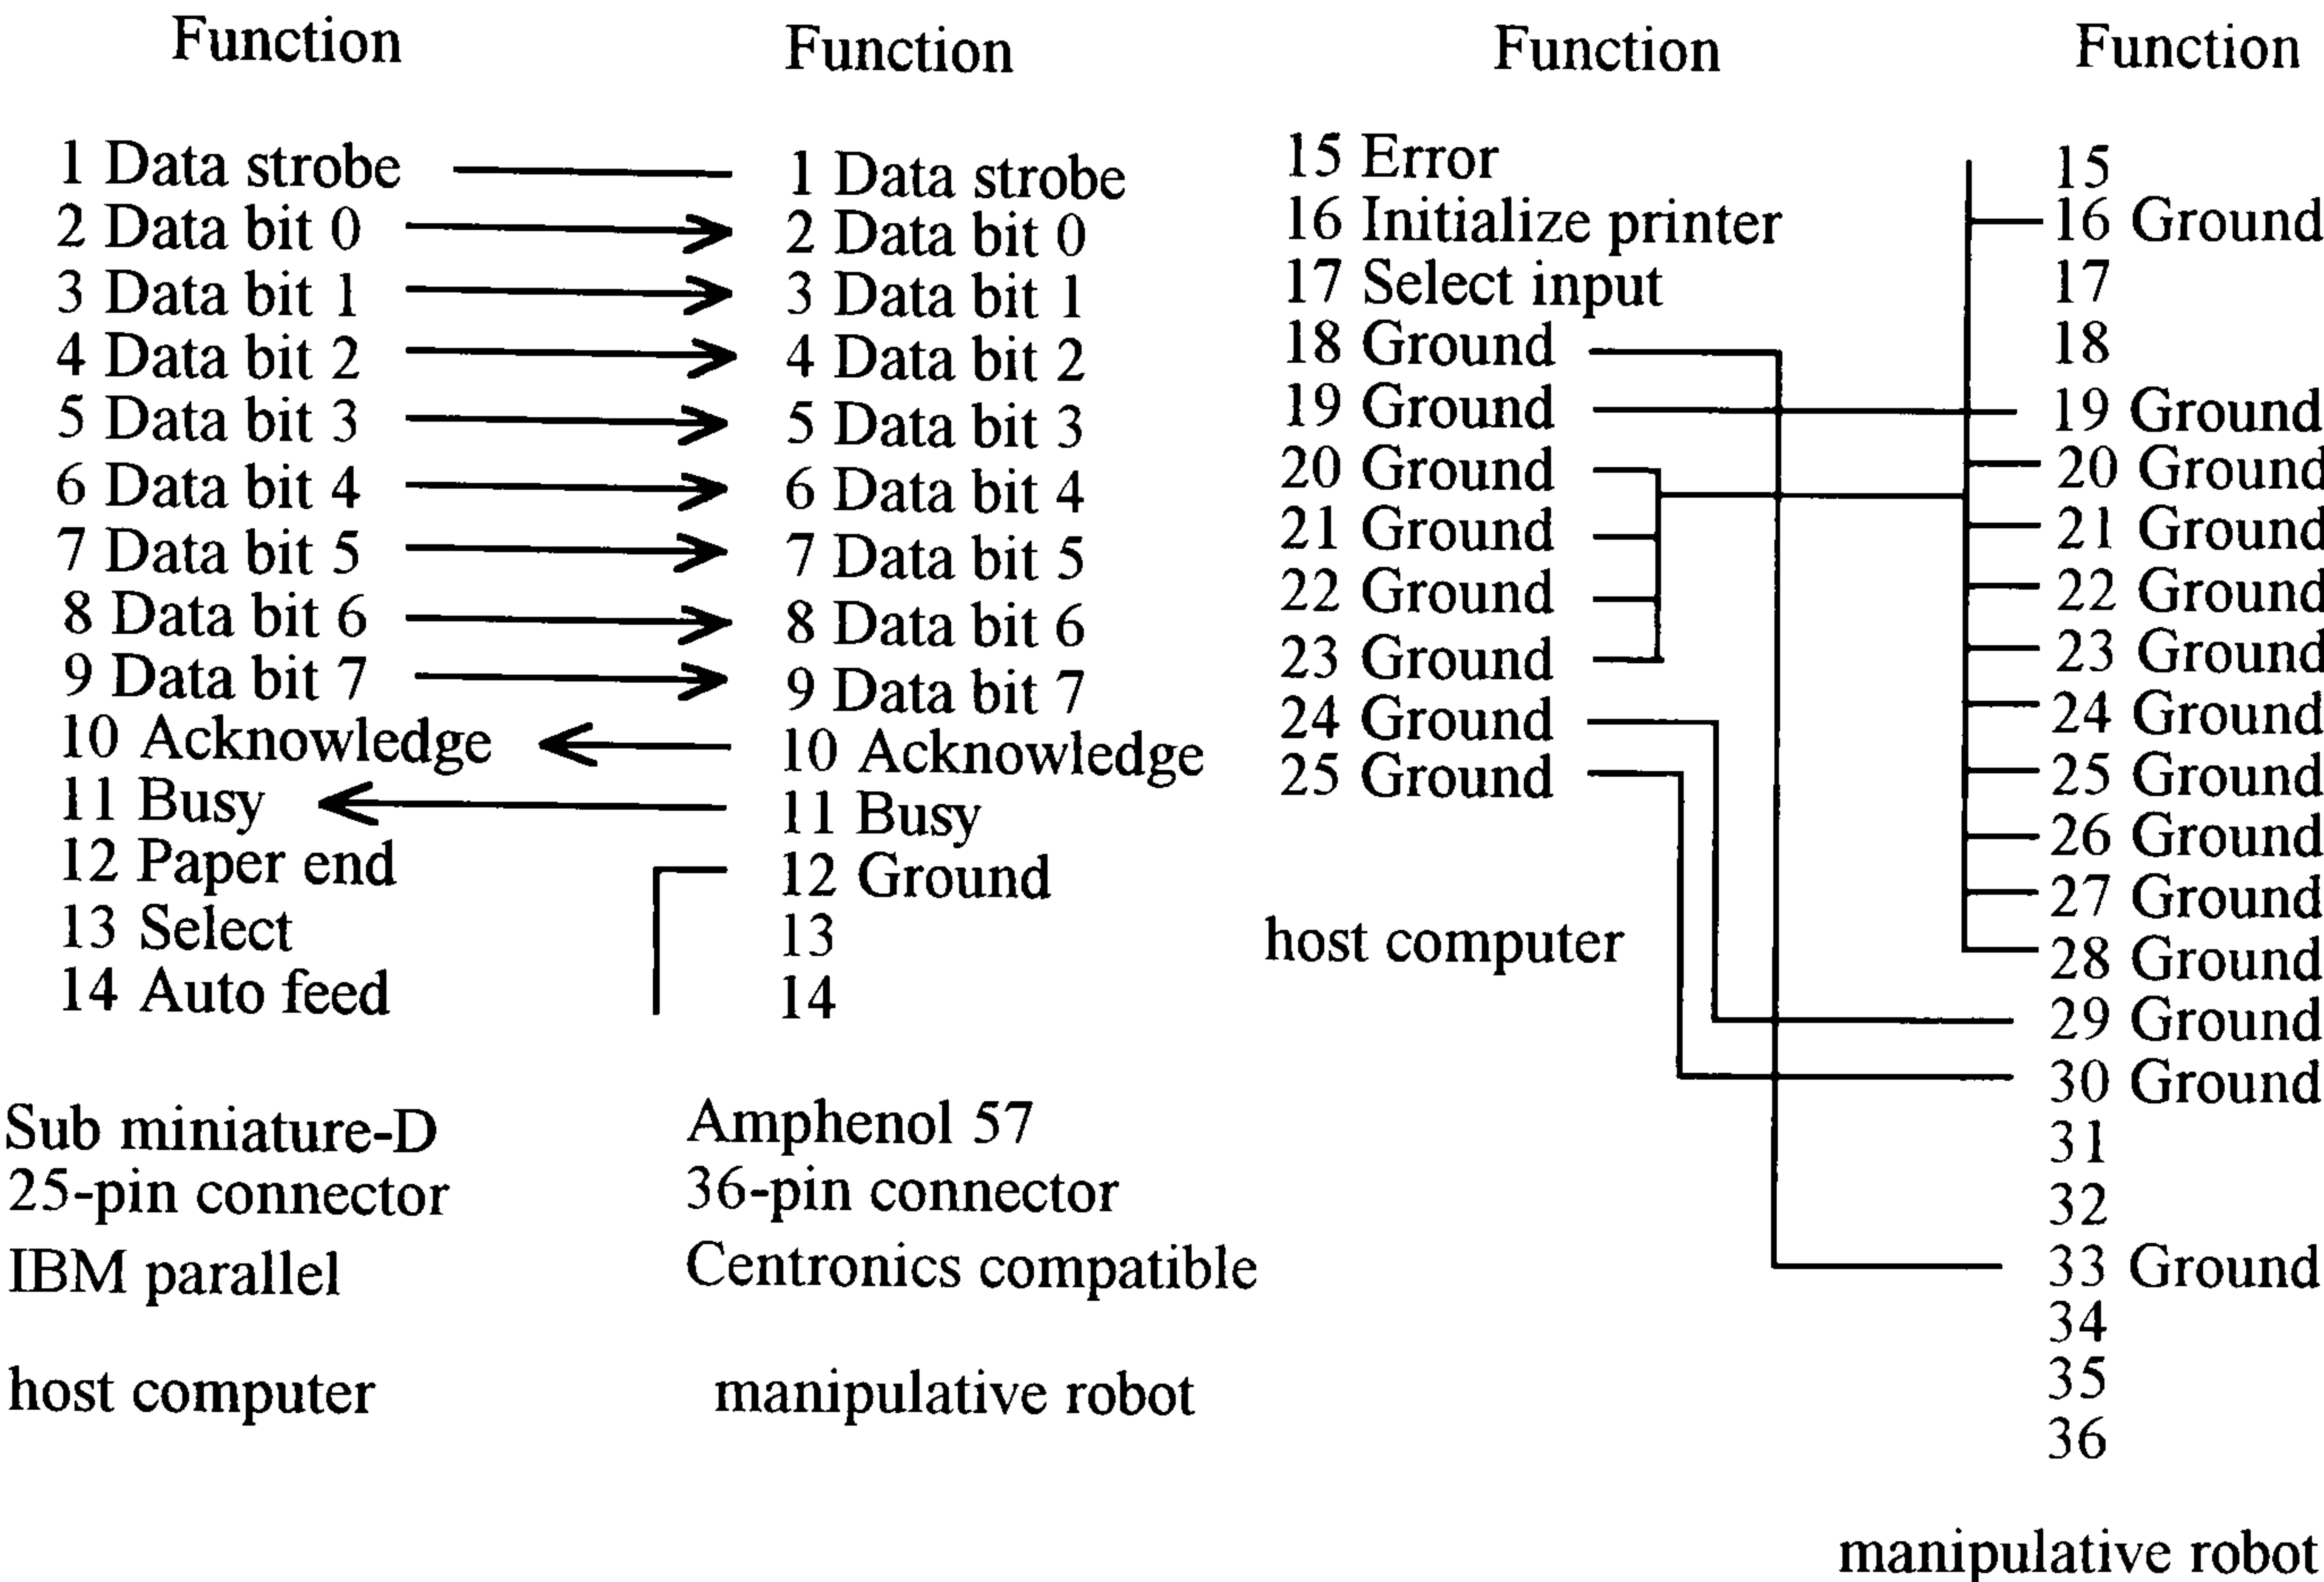 Function
1 Data strobe
2 Data bit 0
3 Data bit 1
4 Data bit 2
5 Data bit 3
6 Data bit 4
7 Data bit 5
8 Data bit 6
9 Data bit 7
10 Acknowledge
11 Busy
12 Paper end
13 Select
14 Auto feed
Sub miniature-D
25-pin connector
IBM parallel
host computer
Function
1 Data strobe
2 Data bit 0
3 Data bit 1
4 Data bit 2
5 Data bit 3
6 Data bit 4
7 Data bit 5
8 Data bit 6
9 Data bit 7
10 Acknowledge
11 Busy
12 Ground
13
14
Amphenol 57
36-pin connector
Centronics compatible
manipulative robot
Function
15 Error
16 Initialize printer
17 Select input
18 Ground
19 Ground
20 Ground
21 Ground
22 Ground
23 Ground
24 Ground
25 Ground
host computer
Function
15
16 Ground
17
18
19 Ground
20 Ground
21 Ground
22 Ground
23 Ground
24 Ground
25 Ground
26 Ground
27 Ground
28 Ground
29 Ground
30 Ground
31
32
33 Ground
34
35
36
manipulative robot